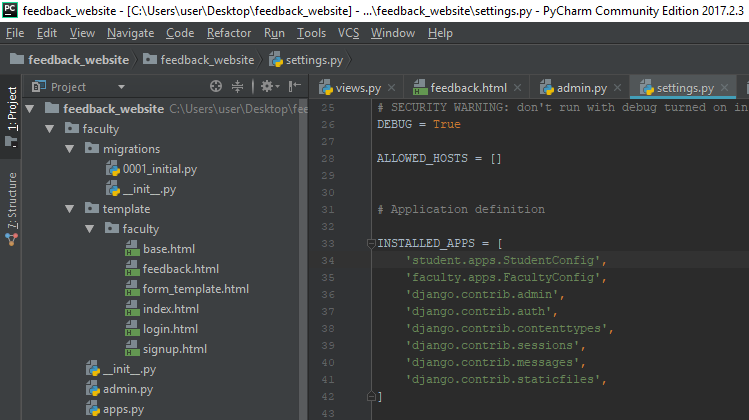 PC feedback_website - [C:\Users\user\Desktop\feedback_website] - ...\feedback_website\settings.py - PyCharm Community Edition 2017.2.3
File Edit View Navigate Code Refactor Run Tools VCS Window Help
feedback_website feedback_website settings.py
1: Project
7: Structure
Project
feedback_website C:\Users\user\Desktop\fee
faculty
migrations
0001_initial.py
__init__.py
template
faculty
base.html
feedback.html
form_template.html
index.html
login.html
signup.html
__init__.py
admin.py
apps.py
views.py feedback.html admin.py settings.py
25 # SECURITY WARNING: don't run with debug turned on in
26 DEBUG = True
27
28 ALLOWED_HOSTS = []
29
30
31 # Application definition
32
33 INSTALLED_APPS = [
34 'student.apps.StudentConfig',
35 'faculty.apps.FacultyConfig',
36 'django.contrib.admin',
37 'django.contrib.auth',
38 'django.contrib.contenttypes',
39 'django.contrib.sessions',
40 'django.contrib.messages',
41 'django.contrib.staticfiles',
42 ]
43